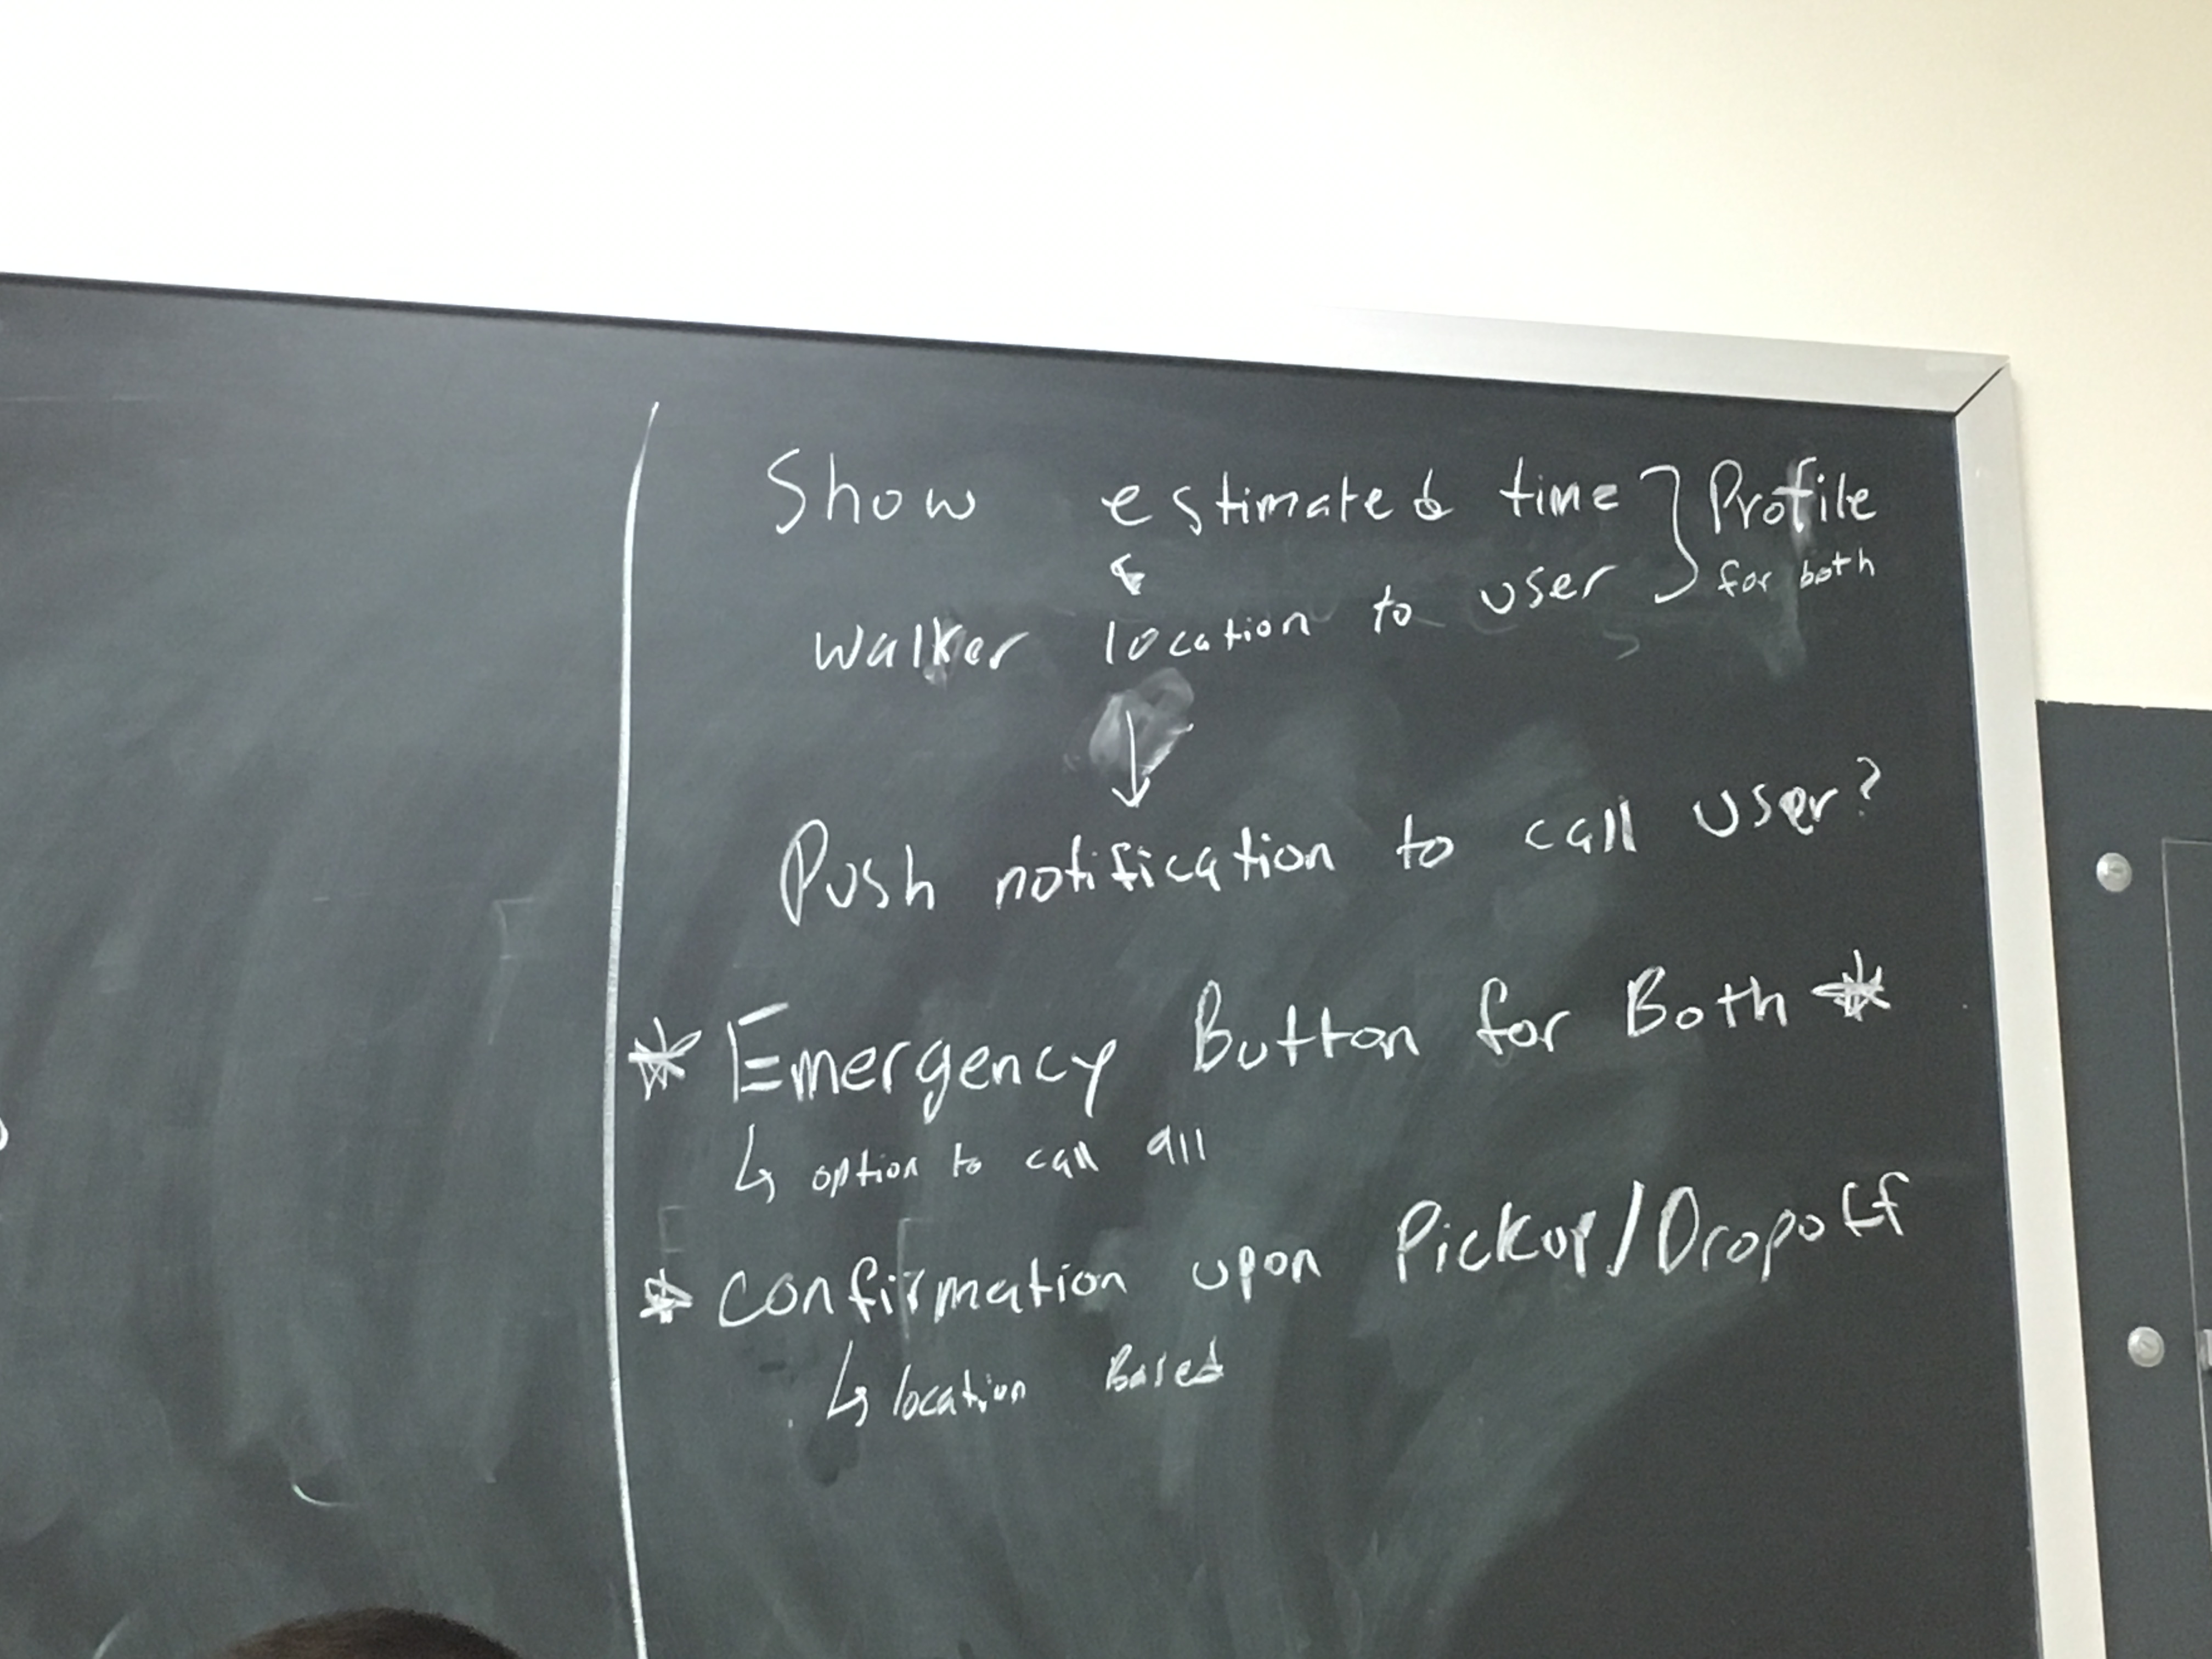 Show estimated time } Profile
& for both
walker location to user
↓
Push notification to call user?
* Emergency Button for Both *
↳ option to call 911
* Confirmation upon Pickup/Dropoff
↳ location Based